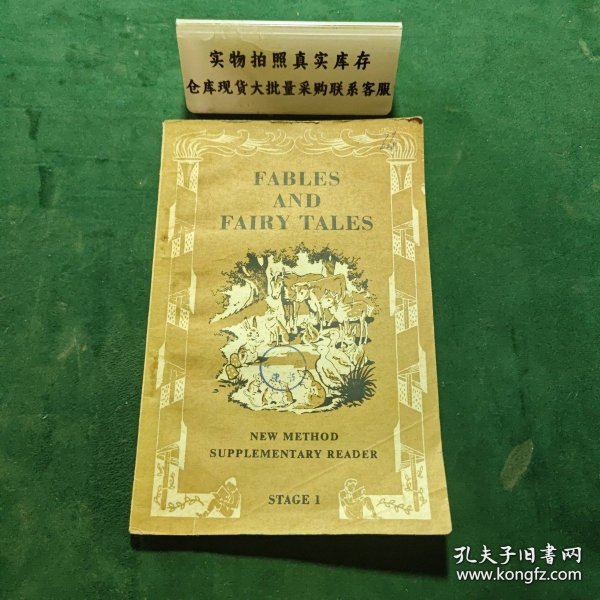 实物拍照真实库存
仓库现货大批量采购联系客服
FABLES
AND
FAIRY TALES
NEW METHOD
SUPPLEMENTARY READER
STAGE 1
孔夫子旧书网
www.kongfz.com